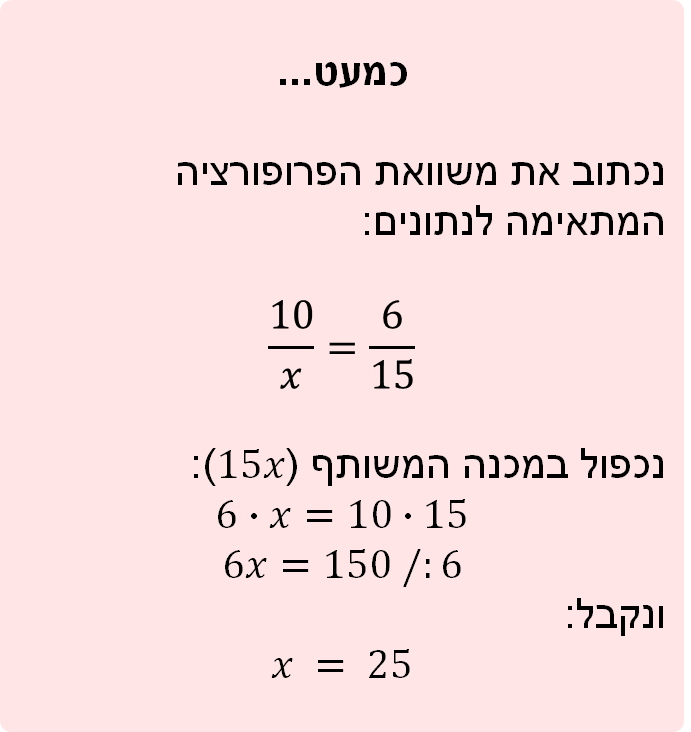 כמעט...
נכתוב את משוואת הפרופורציה
המתאימה לנתונים:
10/x = 6/15
נכפול במכנה המשותף (15x):
6 · x = 10 · 15
6x = 150 /: 6
ונקבל:
x = 25